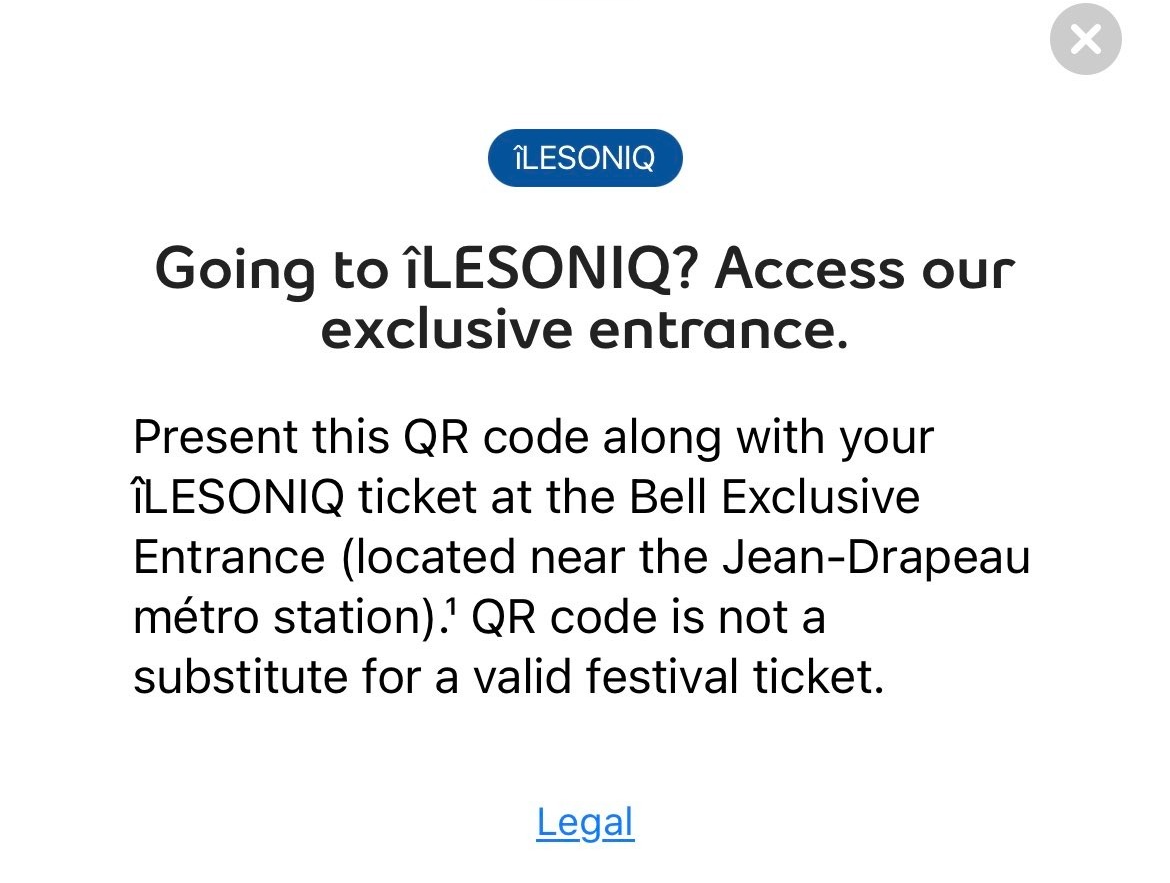 îLESONIQ
Going to îLESONIQ? Access our
exclusive entrance.
Present this QR code along with your
îLESONIQ ticket at the Bell Exclusive
Entrance (located near the Jean-Drapeau
métro station).¹ QR code is not a
substitute for a valid festival ticket.
Legal